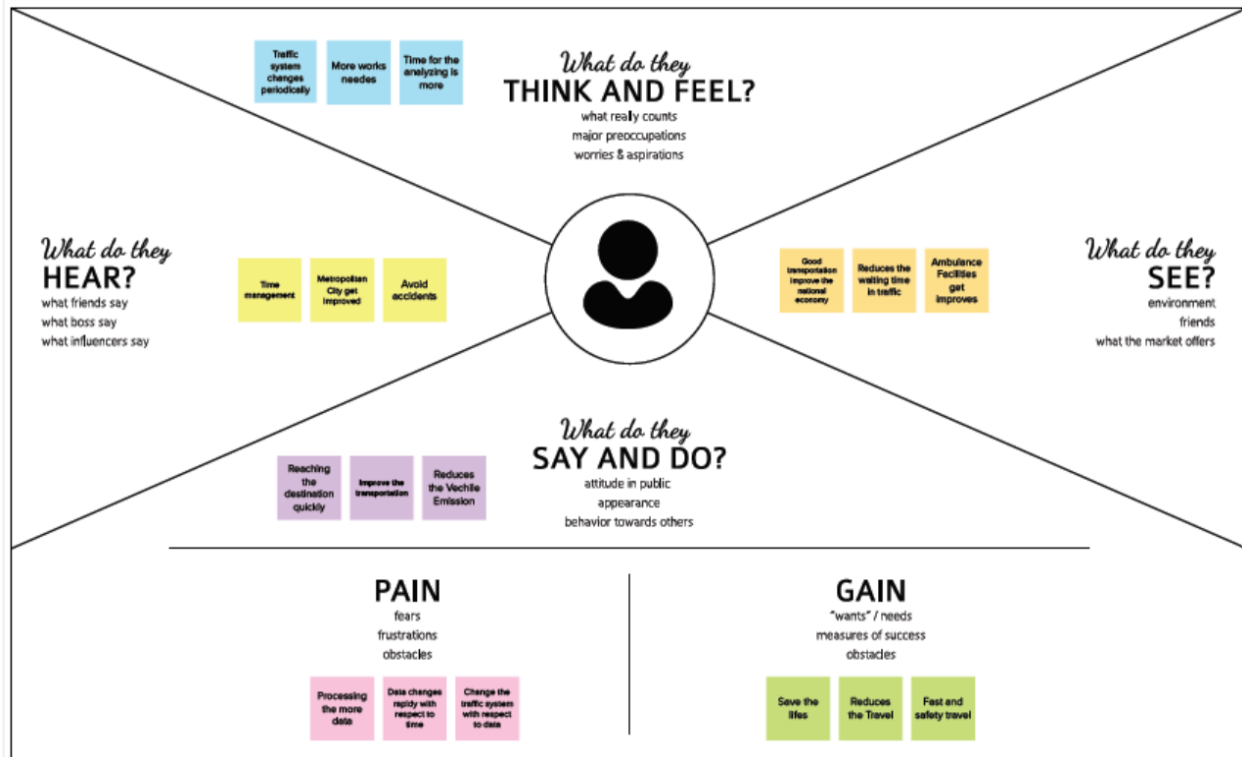 Traffic
system
changes
periodically
More works
needes
Time for the
analyzing is
more
What do they
THINK AND FEEL?
what really counts
major preoccupations
worries & aspirations
What do they
HEAR?
what friends say
what boss say
what influencers say
Time
management
Metropolitan
City get
improved
Avoid
accidents
Good
transportation
improve the
national
economy
Reduces the
waiting time
in traffic
Ambulance
Facilities
get
improves
What do they
SEE?
environment
friends
what the market offers
What do they
SAY AND DO?
attitude in public
appearance
behavior towards others
Reaching
the
destination
quickly
Improve the
transportation
Reduces
the Vechile
Emission
PAIN
fears
frustrations
obstacles
Processing
the more
data
Data changes
rapidly with
respect to
time
Change the
traffic system
with respect
to data
GAIN
"wants" / needs
measures of success
obstacles
Save the
lifes
Reduces
the Travel
Fast and
safety travel